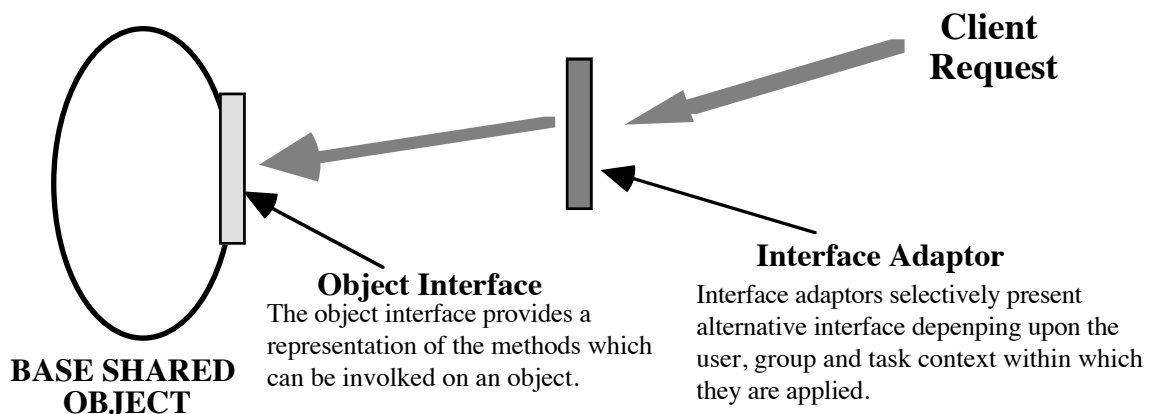 Client
Request
Interface Adaptor
Interface adaptors selectively present
alternative interface depenping upon the
user, group and task context within which
they are applied.
Object Interface
The object interface provides a
representation of the methods which
can be involked on an object.
BASE SHARED
OBJECT